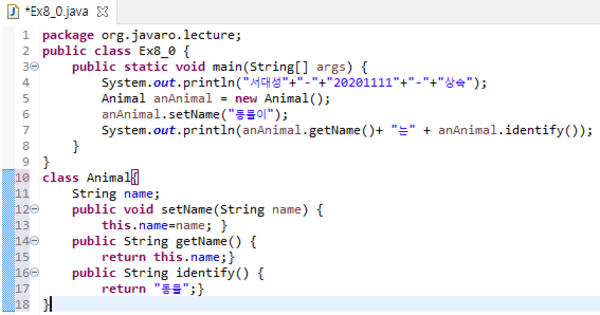 *Ex8_0.java
1 package org.javaro.lecture;
2 public class Ex8_0 {
3 public static void main(String[] args) {
4 System.out.println("서대성"+"-"+"20201111"+"-"+"상속");
5 Animal anAnimal = new Animal();
6 anAnimal.setName("동물이");
7 System.out.println(anAnimal.getName()+ "는" + anAnimal.identify());
8 }
9 }
10 class Animal{
11 String name;
12 public void setName(String name) {
13 this.name=name; }
14 public String getName() {
15 return this.name;}
16 public String identify() {
17 return "동물";}
18 }